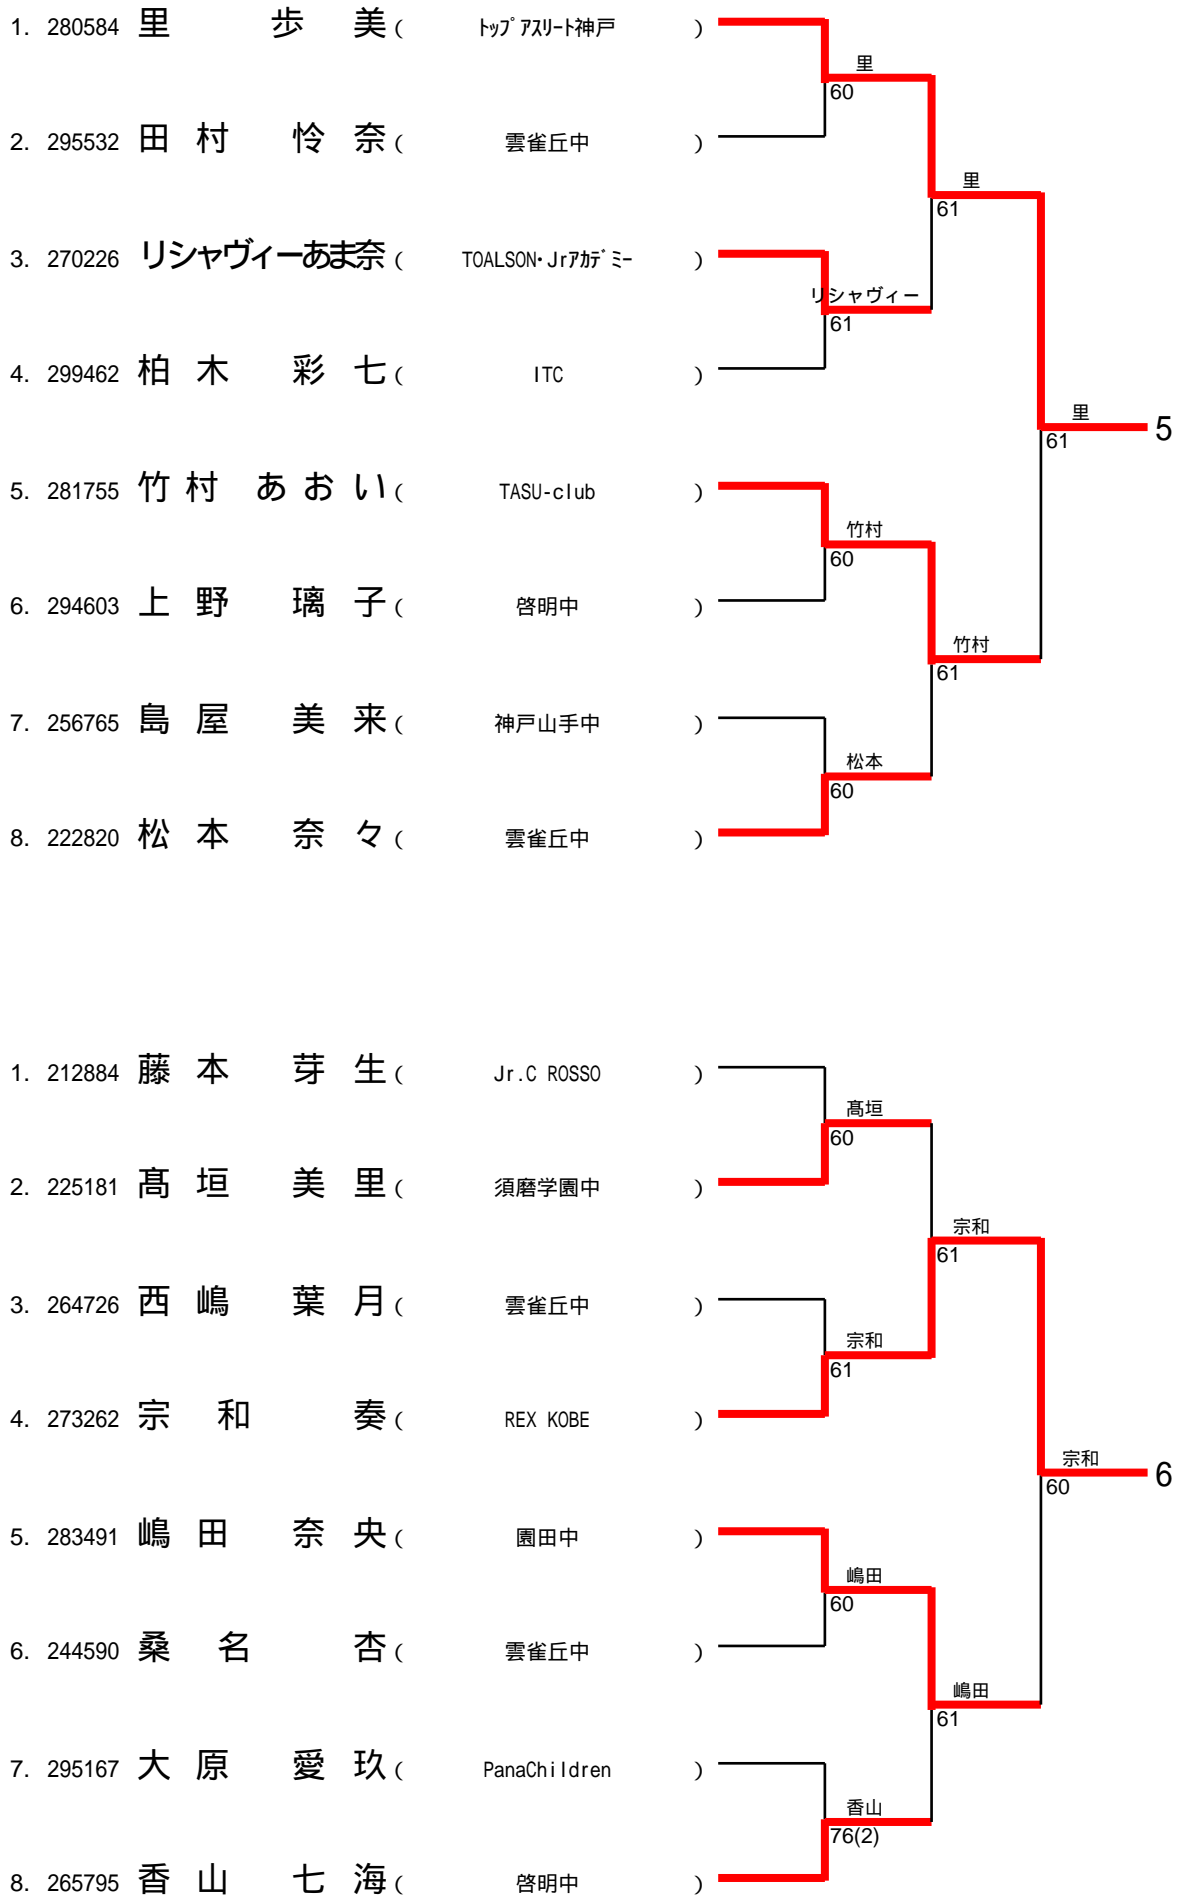 1. 280584 里 歩 美 ( トップアスリート神戸 )
里
60
2. 295532 田 村 怜 奈 ( 雲雀丘中 )
里
61
3. 270226 リシャヴィーあま奈 ( TOALSON・Jrアカデミー )
リシャヴィー
61
4. 299462 柏 木 彩 七 ( ITC )
里 5
61
5. 281755 竹 村 あ お い ( TASU-club )
竹村
60
6. 294603 上 野 璃 子 ( 啓明中 )
竹村
61
7. 256765 島 屋 美 来 ( 神戸山手中 )
松本
60
8. 222820 松 本 奈 々 ( 雲雀丘中 )
1. 212884 藤 本 芽 生 ( Jr.C ROSSO )
髙垣
60
2. 225181 髙 垣 美 里 ( 須磨学園中 )
宗和
61
3. 264726 西 嶋 葉 月 ( 雲雀丘中 )
宗和
61
4. 273262 宗 和 奏 ( REX KOBE )
宗和 6
60
5. 283491 嶋 田 奈 央 ( 園田中 )
嶋田
60
6. 244590 桑 名 杏 ( 雲雀丘中 )
嶋田
61
7. 295167 大 原 愛 玖 ( PanaChildren )
香山
76(2)
8. 265795 香 山 七 海 ( 啓明中 )